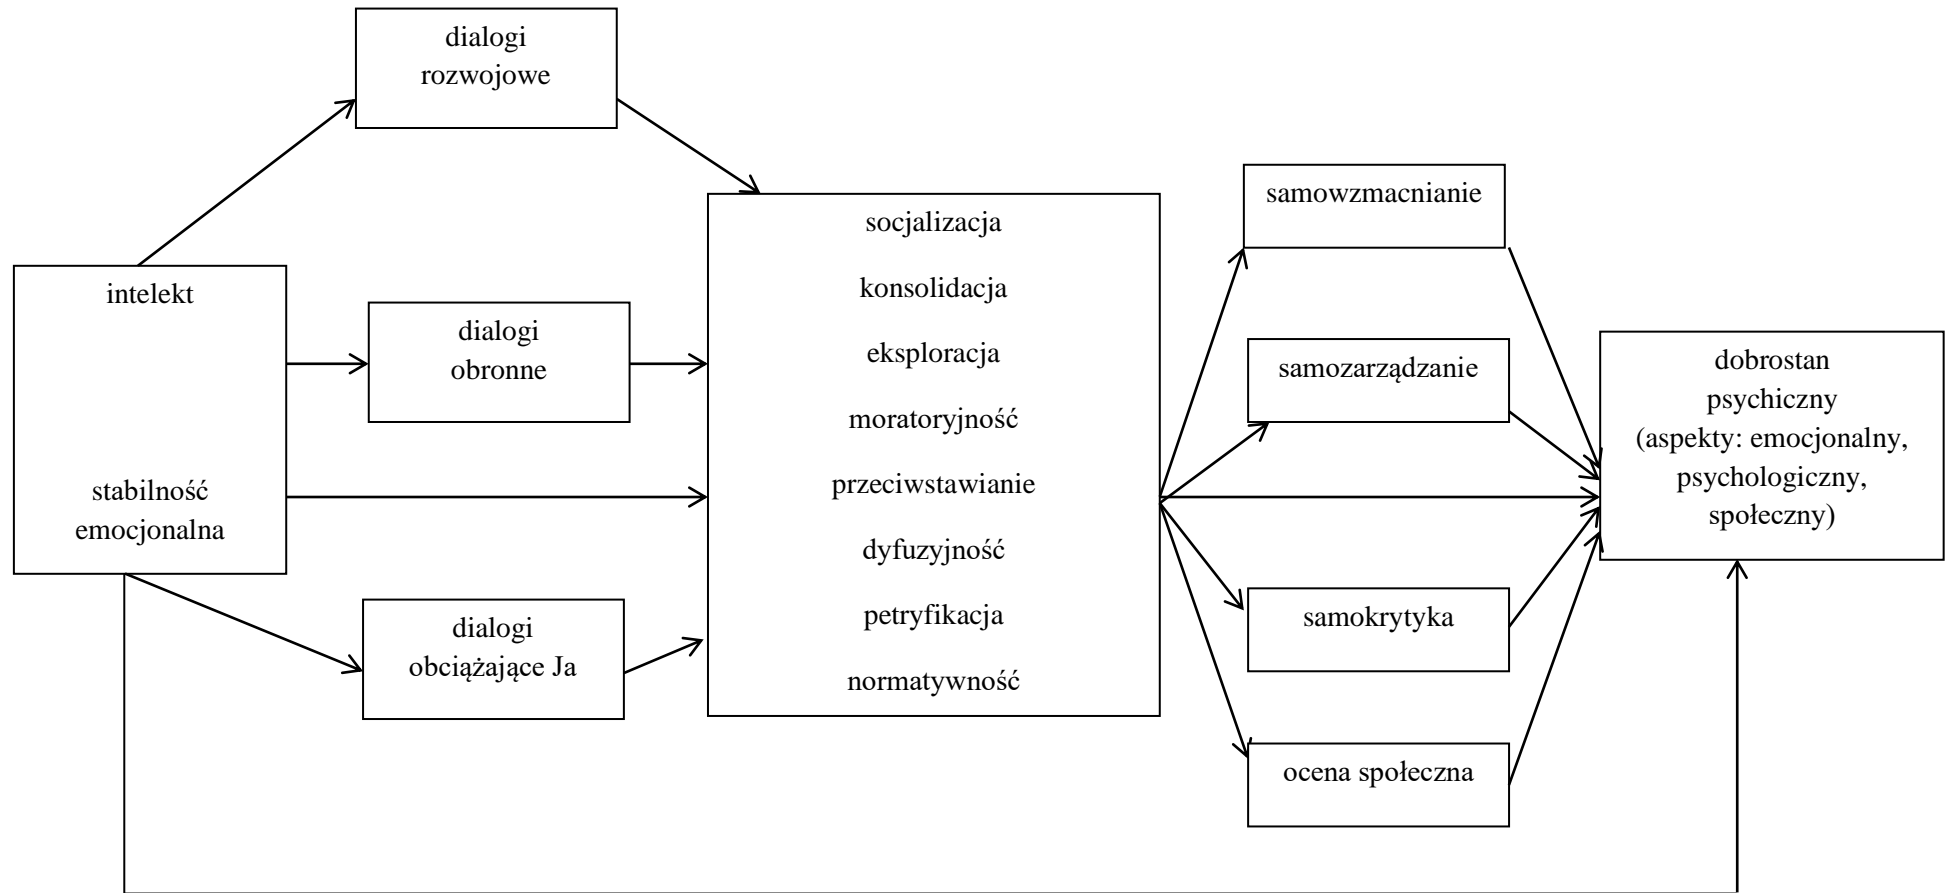 dialogi
rozwojowe
intelekt
stabilność
emocjonalna
dialogi
obronne
dialogi
obciążające Ja
socjalizacja
konsolidacja
eksploracja
moratoryjność
przeciwstawianie
dyfuzyjność
petryfikacja
normatywność
samowzmacnianie
samozarządzanie
samokrytyka
ocena społeczna
dobrostan
psychiczny
(aspekty: emocjonalny,
psychologiczny,
społeczny)